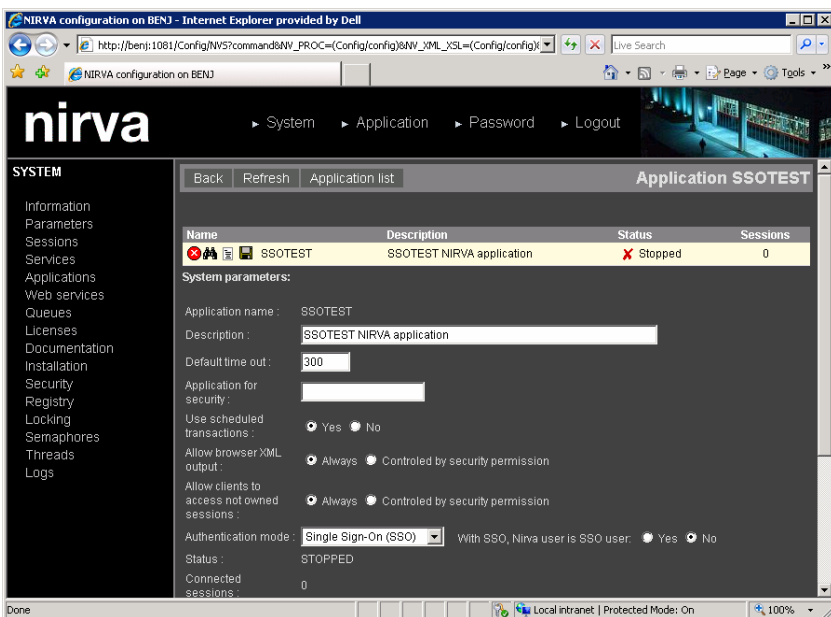 NIRVA configuration on BENJ - Internet Explorer provided by Dell
http://benj:1081/Config/NVS?command&NV_PROC=(Config/config)&NV_XML_XSL=(Config/config)
Live Search
NIRVA configuration on BENJ
Page
Tools
nirva
System Application Password Logout
SYSTEM
Back Refresh Application list Application SSOTEST
Information
Parameters
Sessions
Services
Applications
Web services
Queues
Licenses
Documentation
Installation
Security
Registry
Locking
Semaphores
Threads
Logs
Name Description Status Sessions
SSOTEST SSOTEST NIRVA application Stopped 0
System parameters:
Application name : SSOTEST
Description : SSOTEST NIRVA application
Default time out : 300
Application for
security :
Use scheduled
transactions : Yes No
Allow browser XML
output : Always Controled by security permission
Allow clients to
access not owned
sessions : Always Controled by security permission
Authentication mode : Single Sign-On (SSO) With SSO, Nirva user is SSO user: Yes No
Status : STOPPED
Connected
sessions : 0
Done Local intranet | Protected Mode: On 100%